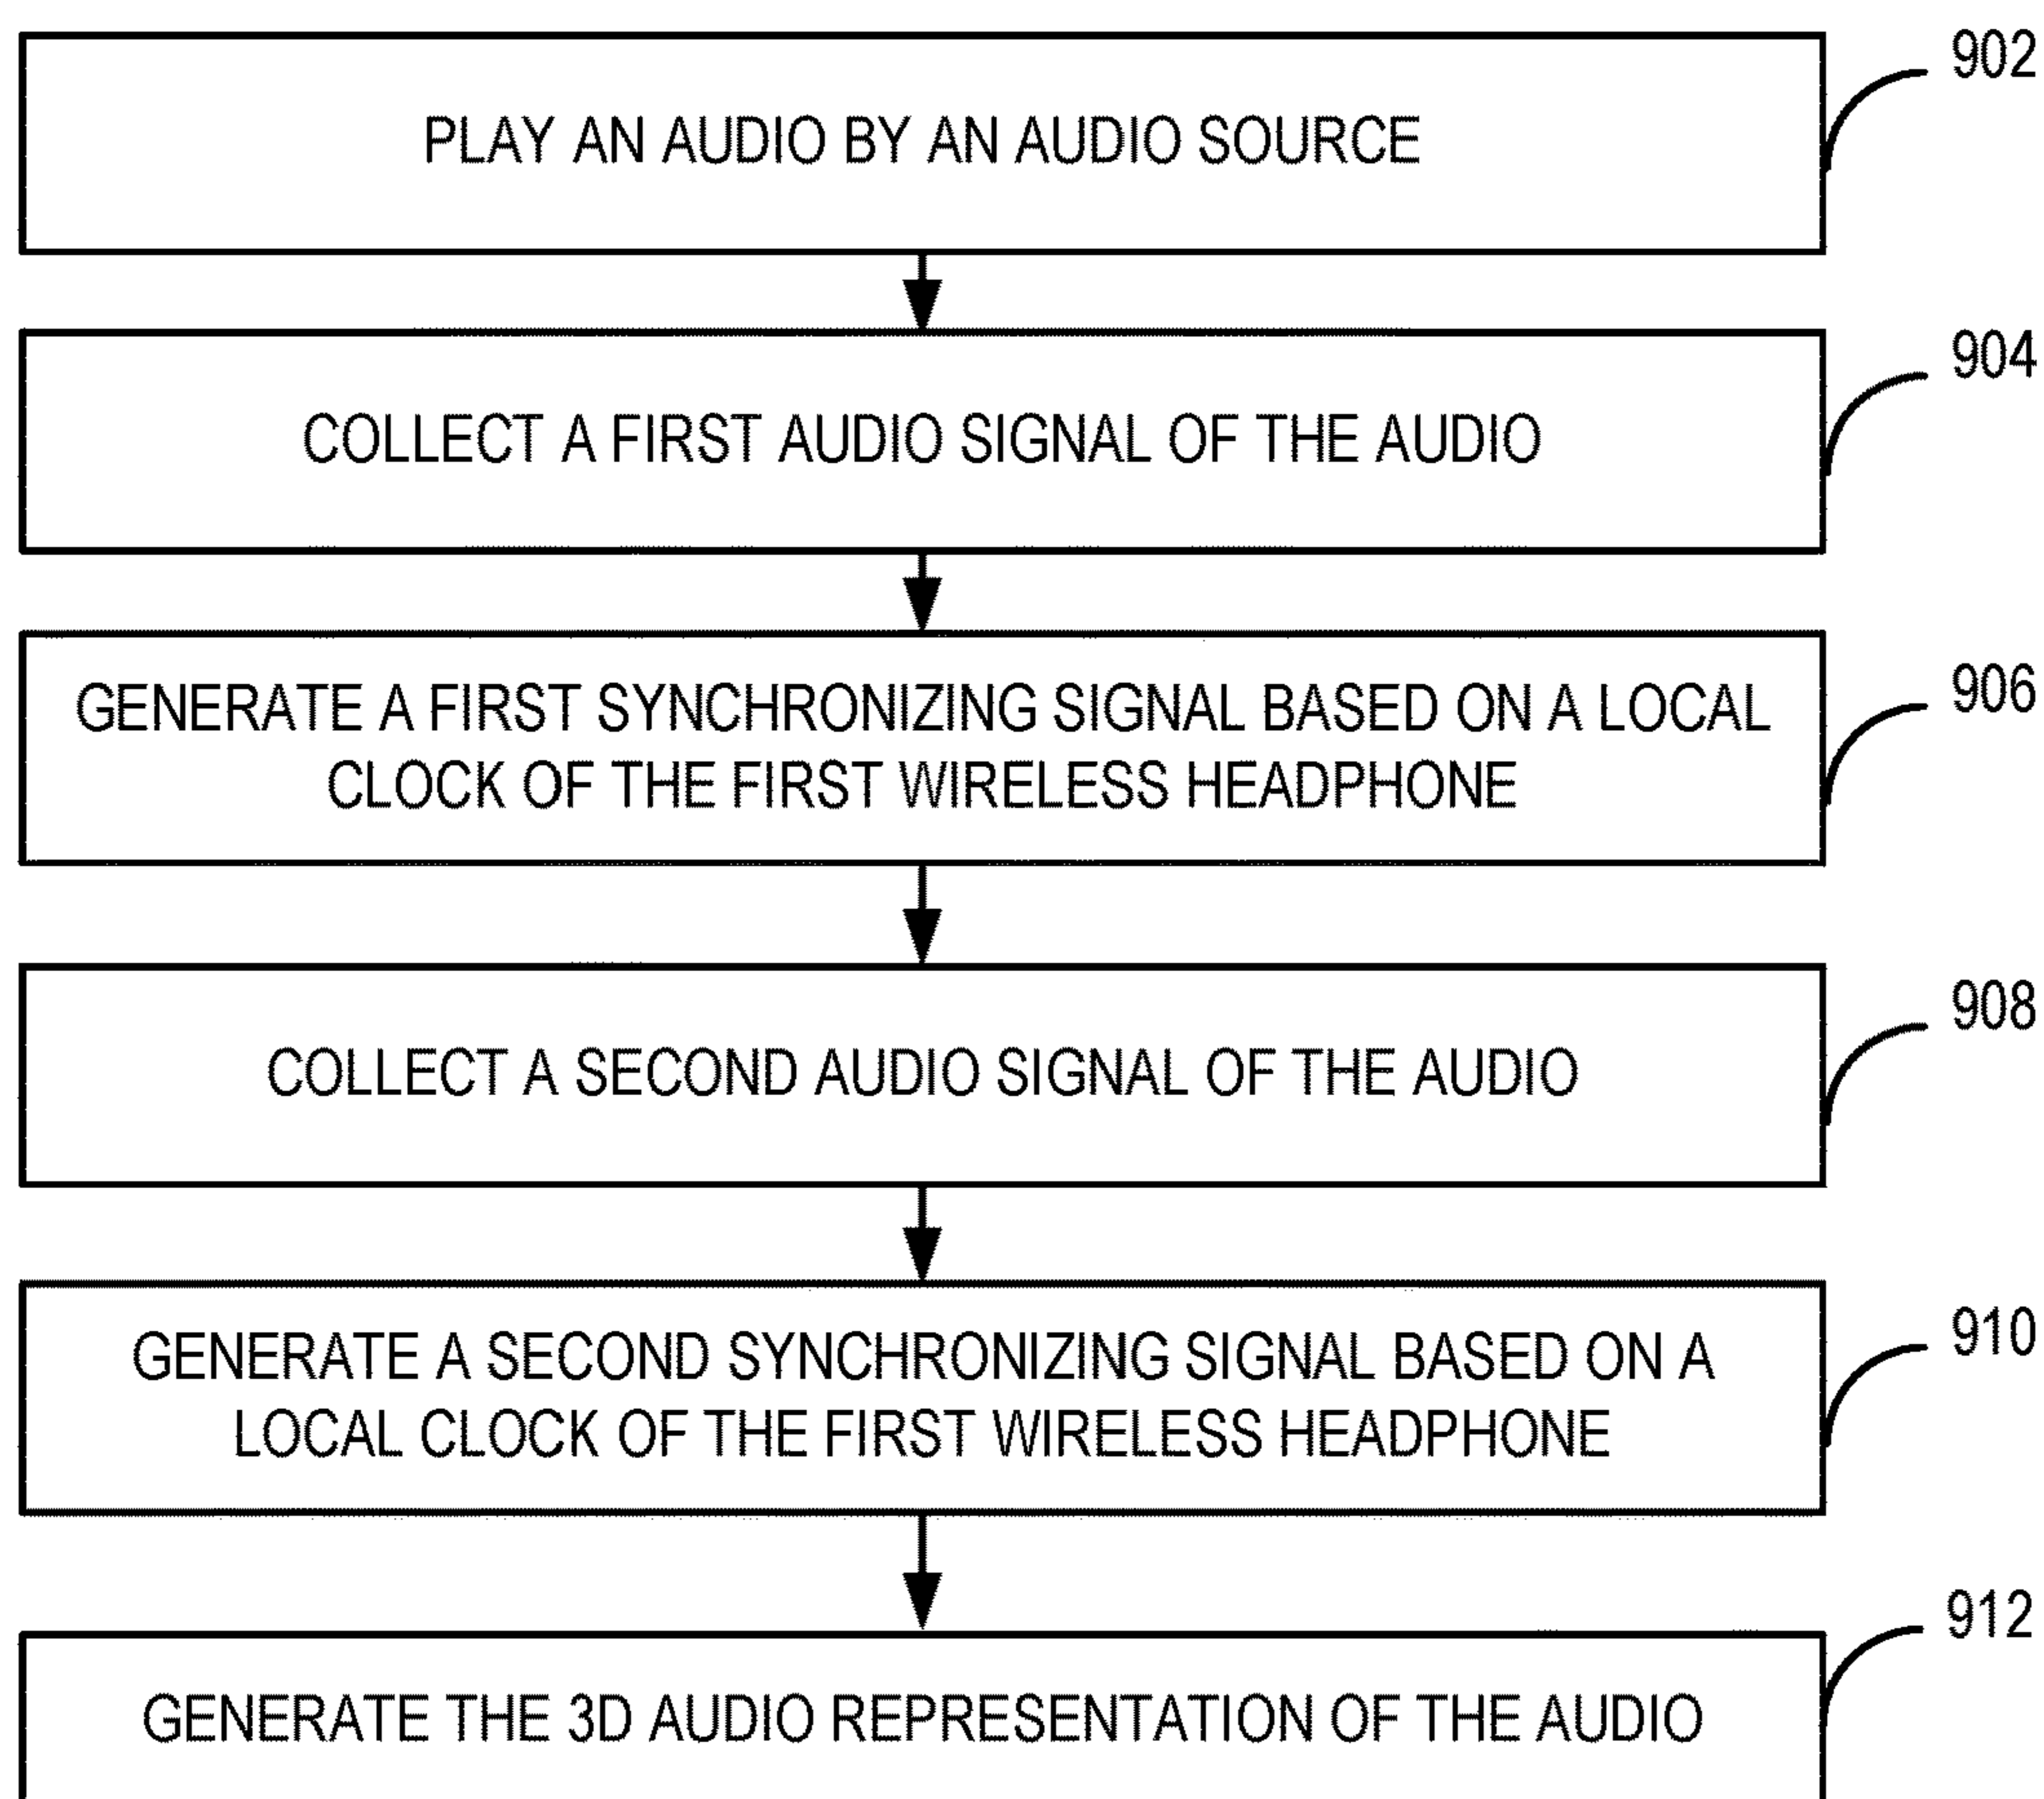 902
PLAY AN AUDIO BY AN AUDIO SOURCE
904
COLLECT A FIRST AUDIO SIGNAL OF THE AUDIO
906
GENERATE A FIRST SYNCHRONIZING SIGNAL BASED ON A LOCAL
CLOCK OF THE FIRST WIRELESS HEADPHONE
908
COLLECT A SECOND AUDIO SIGNAL OF THE AUDIO
910
GENERATE A SECOND SYNCHRONIZING SIGNAL BASED ON A
LOCAL CLOCK OF THE FIRST WIRELESS HEADPHONE
912
GENERATE THE 3D AUDIO REPRESENTATION OF THE AUDIO